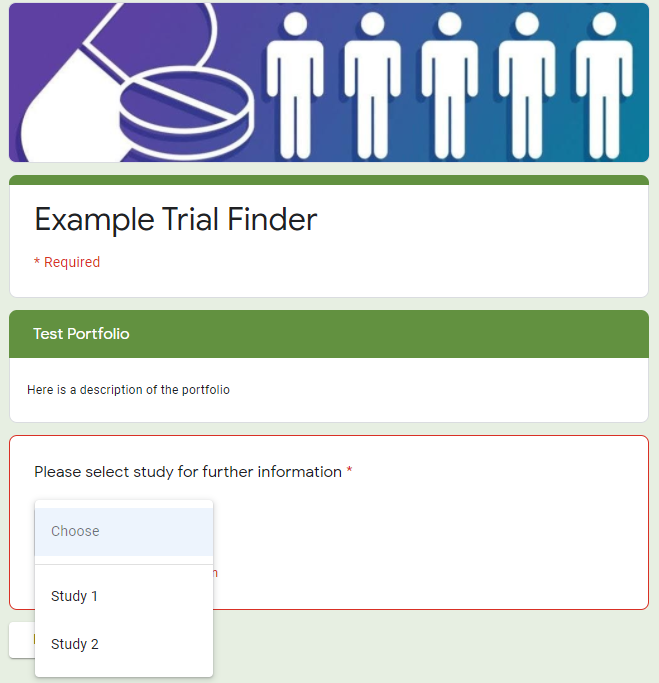 Example Trial Finder
* Required
Test Portfolio
Here is a description of the portfolio
Please select study for further information *
Choose
Study 1
Study 2